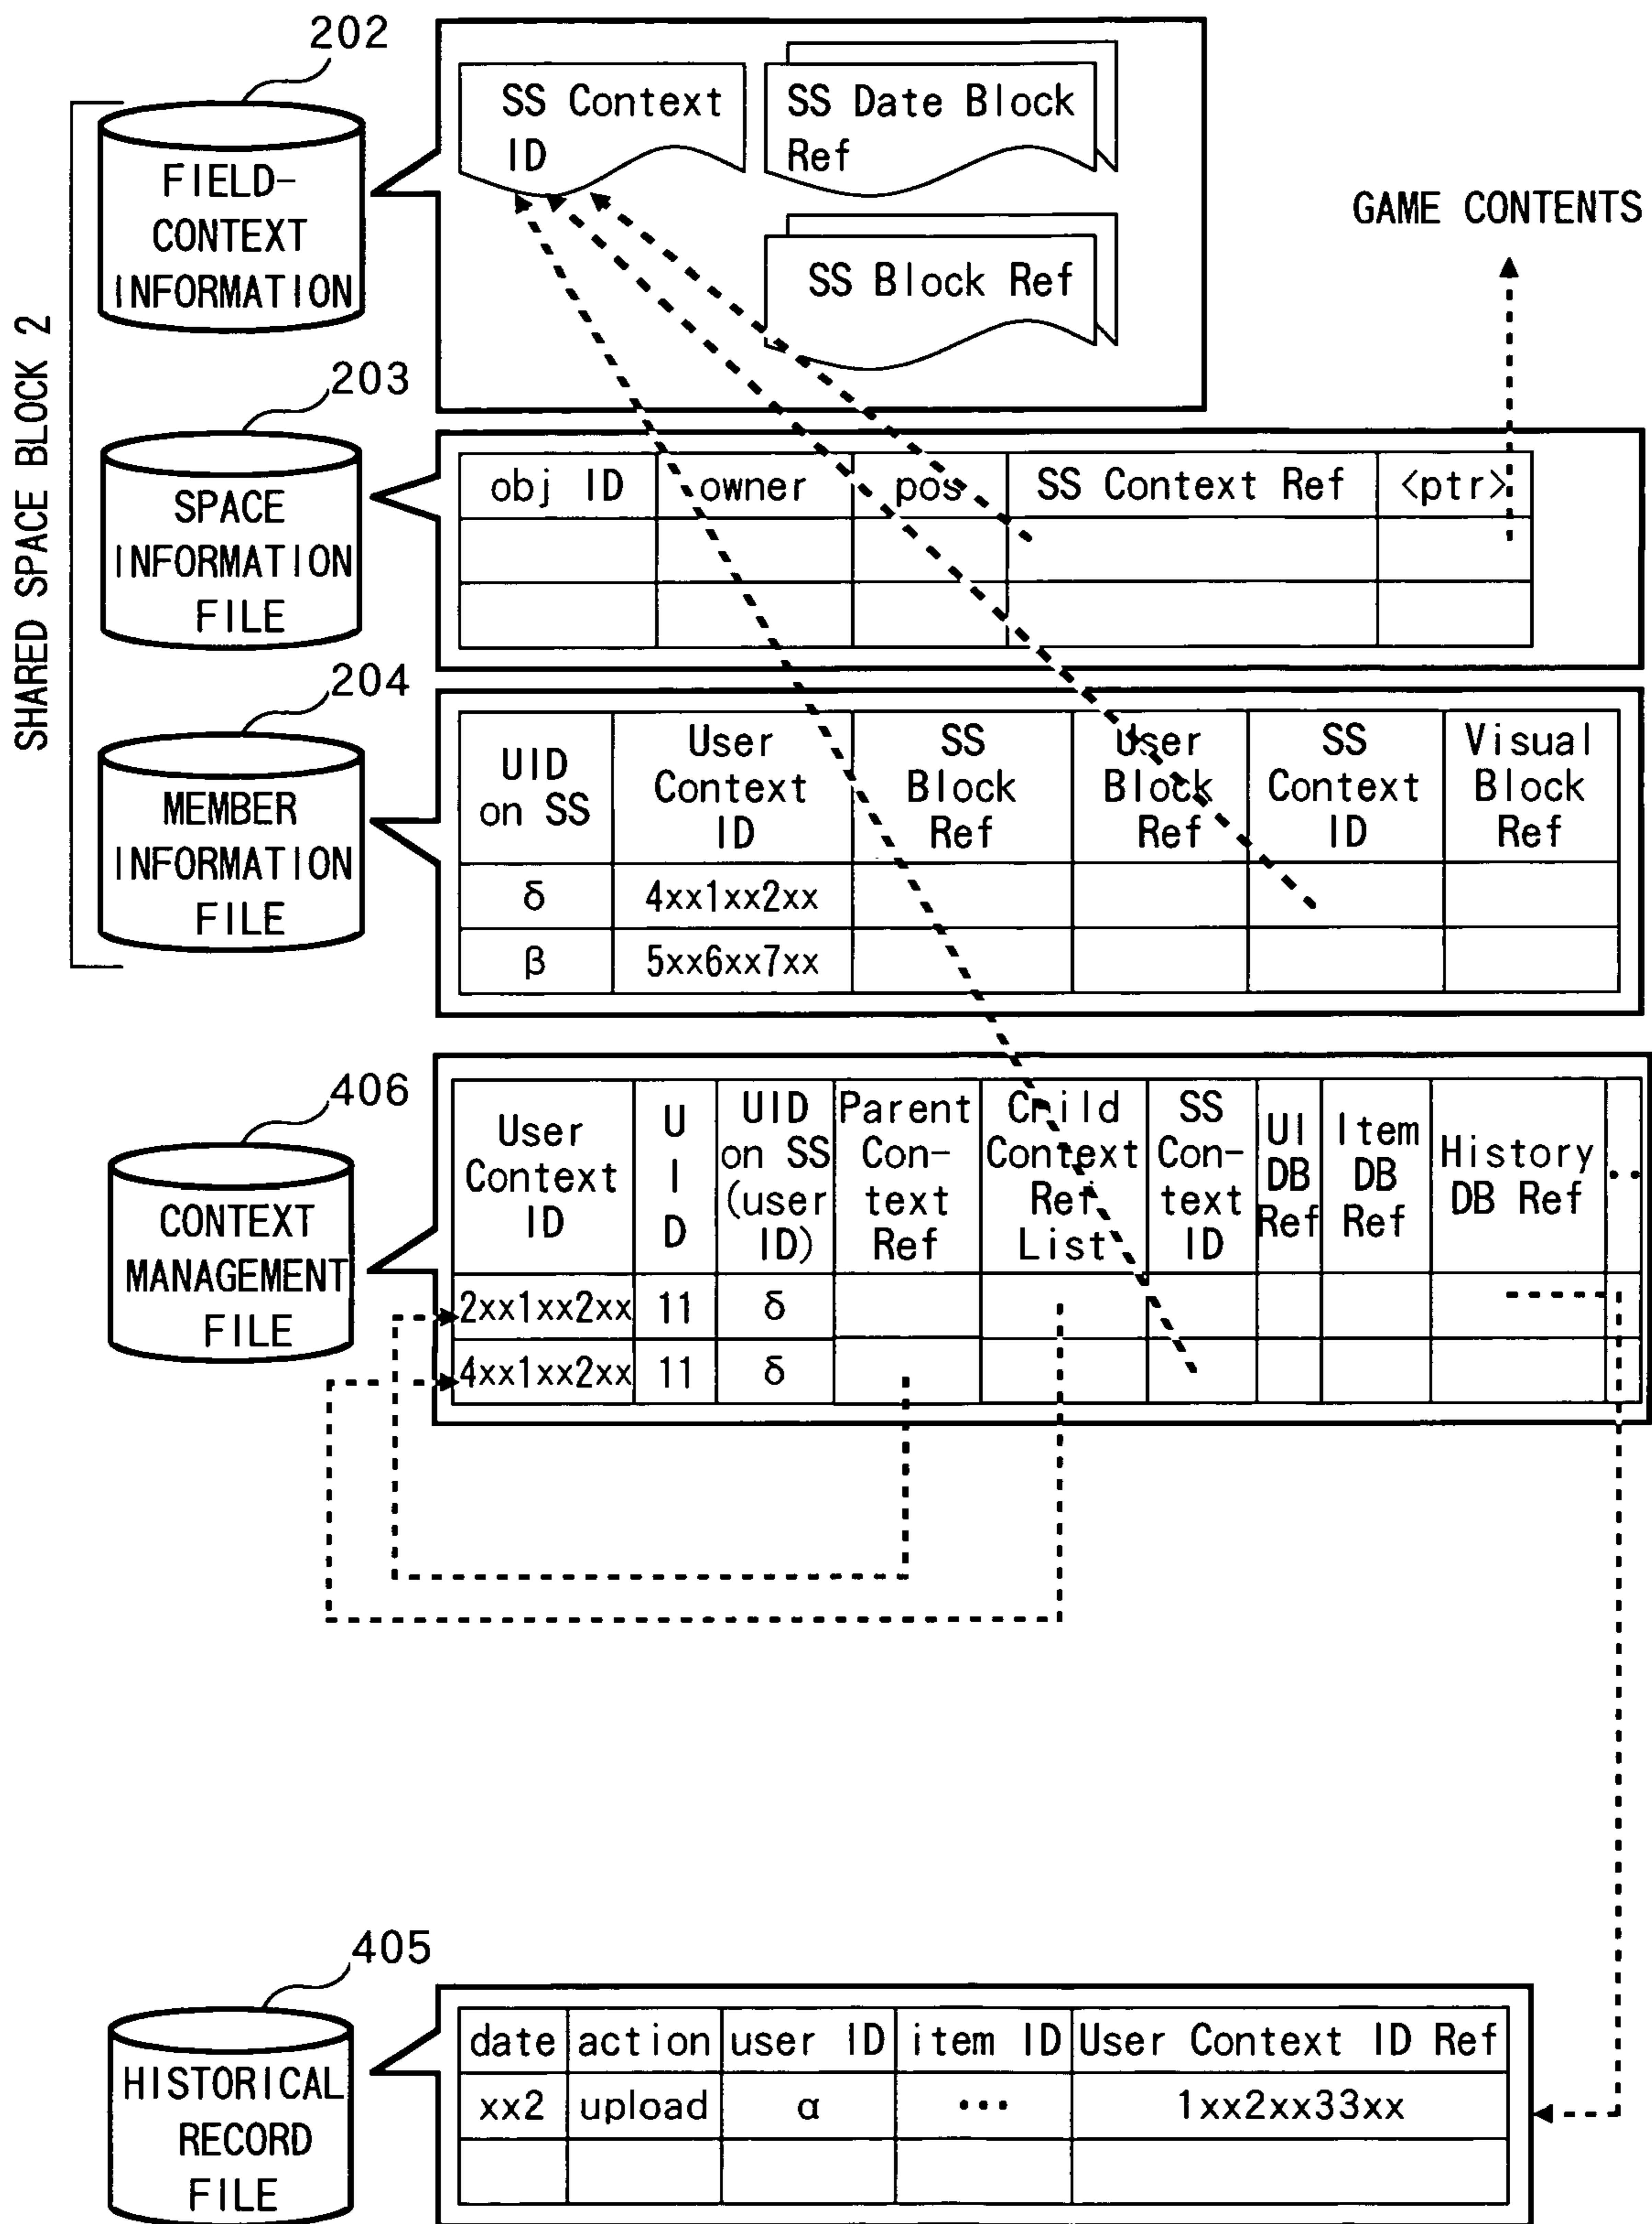 202
SS Context
ID
SS Date Block
Ref
SS Block Ref
FIELD-
CONTEXT
INFORMATION
GAME CONTENTS
SHARED SPACE BLOCK 2
203
SPACE
INFORMATION
FILE
obj ID owner pos SS Context Ref <ptr>
204
MEMBER
INFORMATION
FILE
UID
on SS
User
Context
ID
SS
Block
Ref
User
Block
Ref
SS
Context
ID
Visual
Block
Ref
δ 4xx1xx2xx
β 5xx6xx7xx
406
CONTEXT
MANAGEMENT
FILE
User
Context
ID
U
I
D
UID
on SS
(user
ID)
Parent
Con-
text
Ref
Child
Context
Ref
List
SS
Con-
text
ID
UI
DB
Ref
Item
DB
Ref
History
DB Ref
..
2xx1xx2xx 11 δ
4xx1xx2xx 11 δ
405
HISTORICAL
RECORD
FILE
date action user ID item ID User Context ID Ref
xx2 upload α ... 1xx2xx33xx